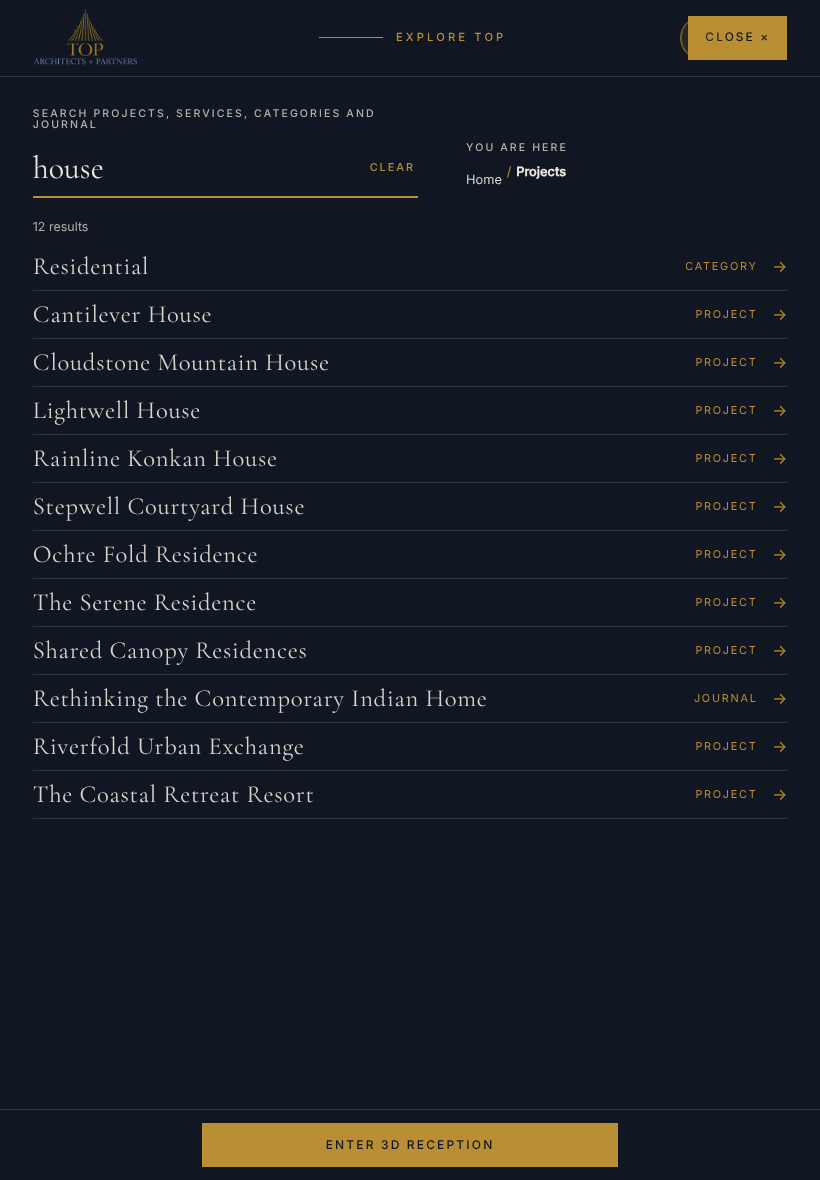 TOP
ARCHITECTS + PARTNERS
EXPLORE TOP
CLOSE ×
SEARCH PROJECTS, SERVICES, CATEGORIES AND
JOURNAL
house
CLEAR
YOU ARE HERE
Home / Projects
12 results
Residential CATEGORY →
Cantilever House PROJECT →
Cloudstone Mountain House PROJECT →
Lightwell House PROJECT →
Rainline Konkan House PROJECT →
Stepwell Courtyard House PROJECT →
Ochre Fold Residence PROJECT →
The Serene Residence PROJECT →
Shared Canopy Residences PROJECT →
Rethinking the Contemporary Indian Home JOURNAL →
Riverfold Urban Exchange PROJECT →
The Coastal Retreat Resort PROJECT →
ENTER 3D RECEPTION